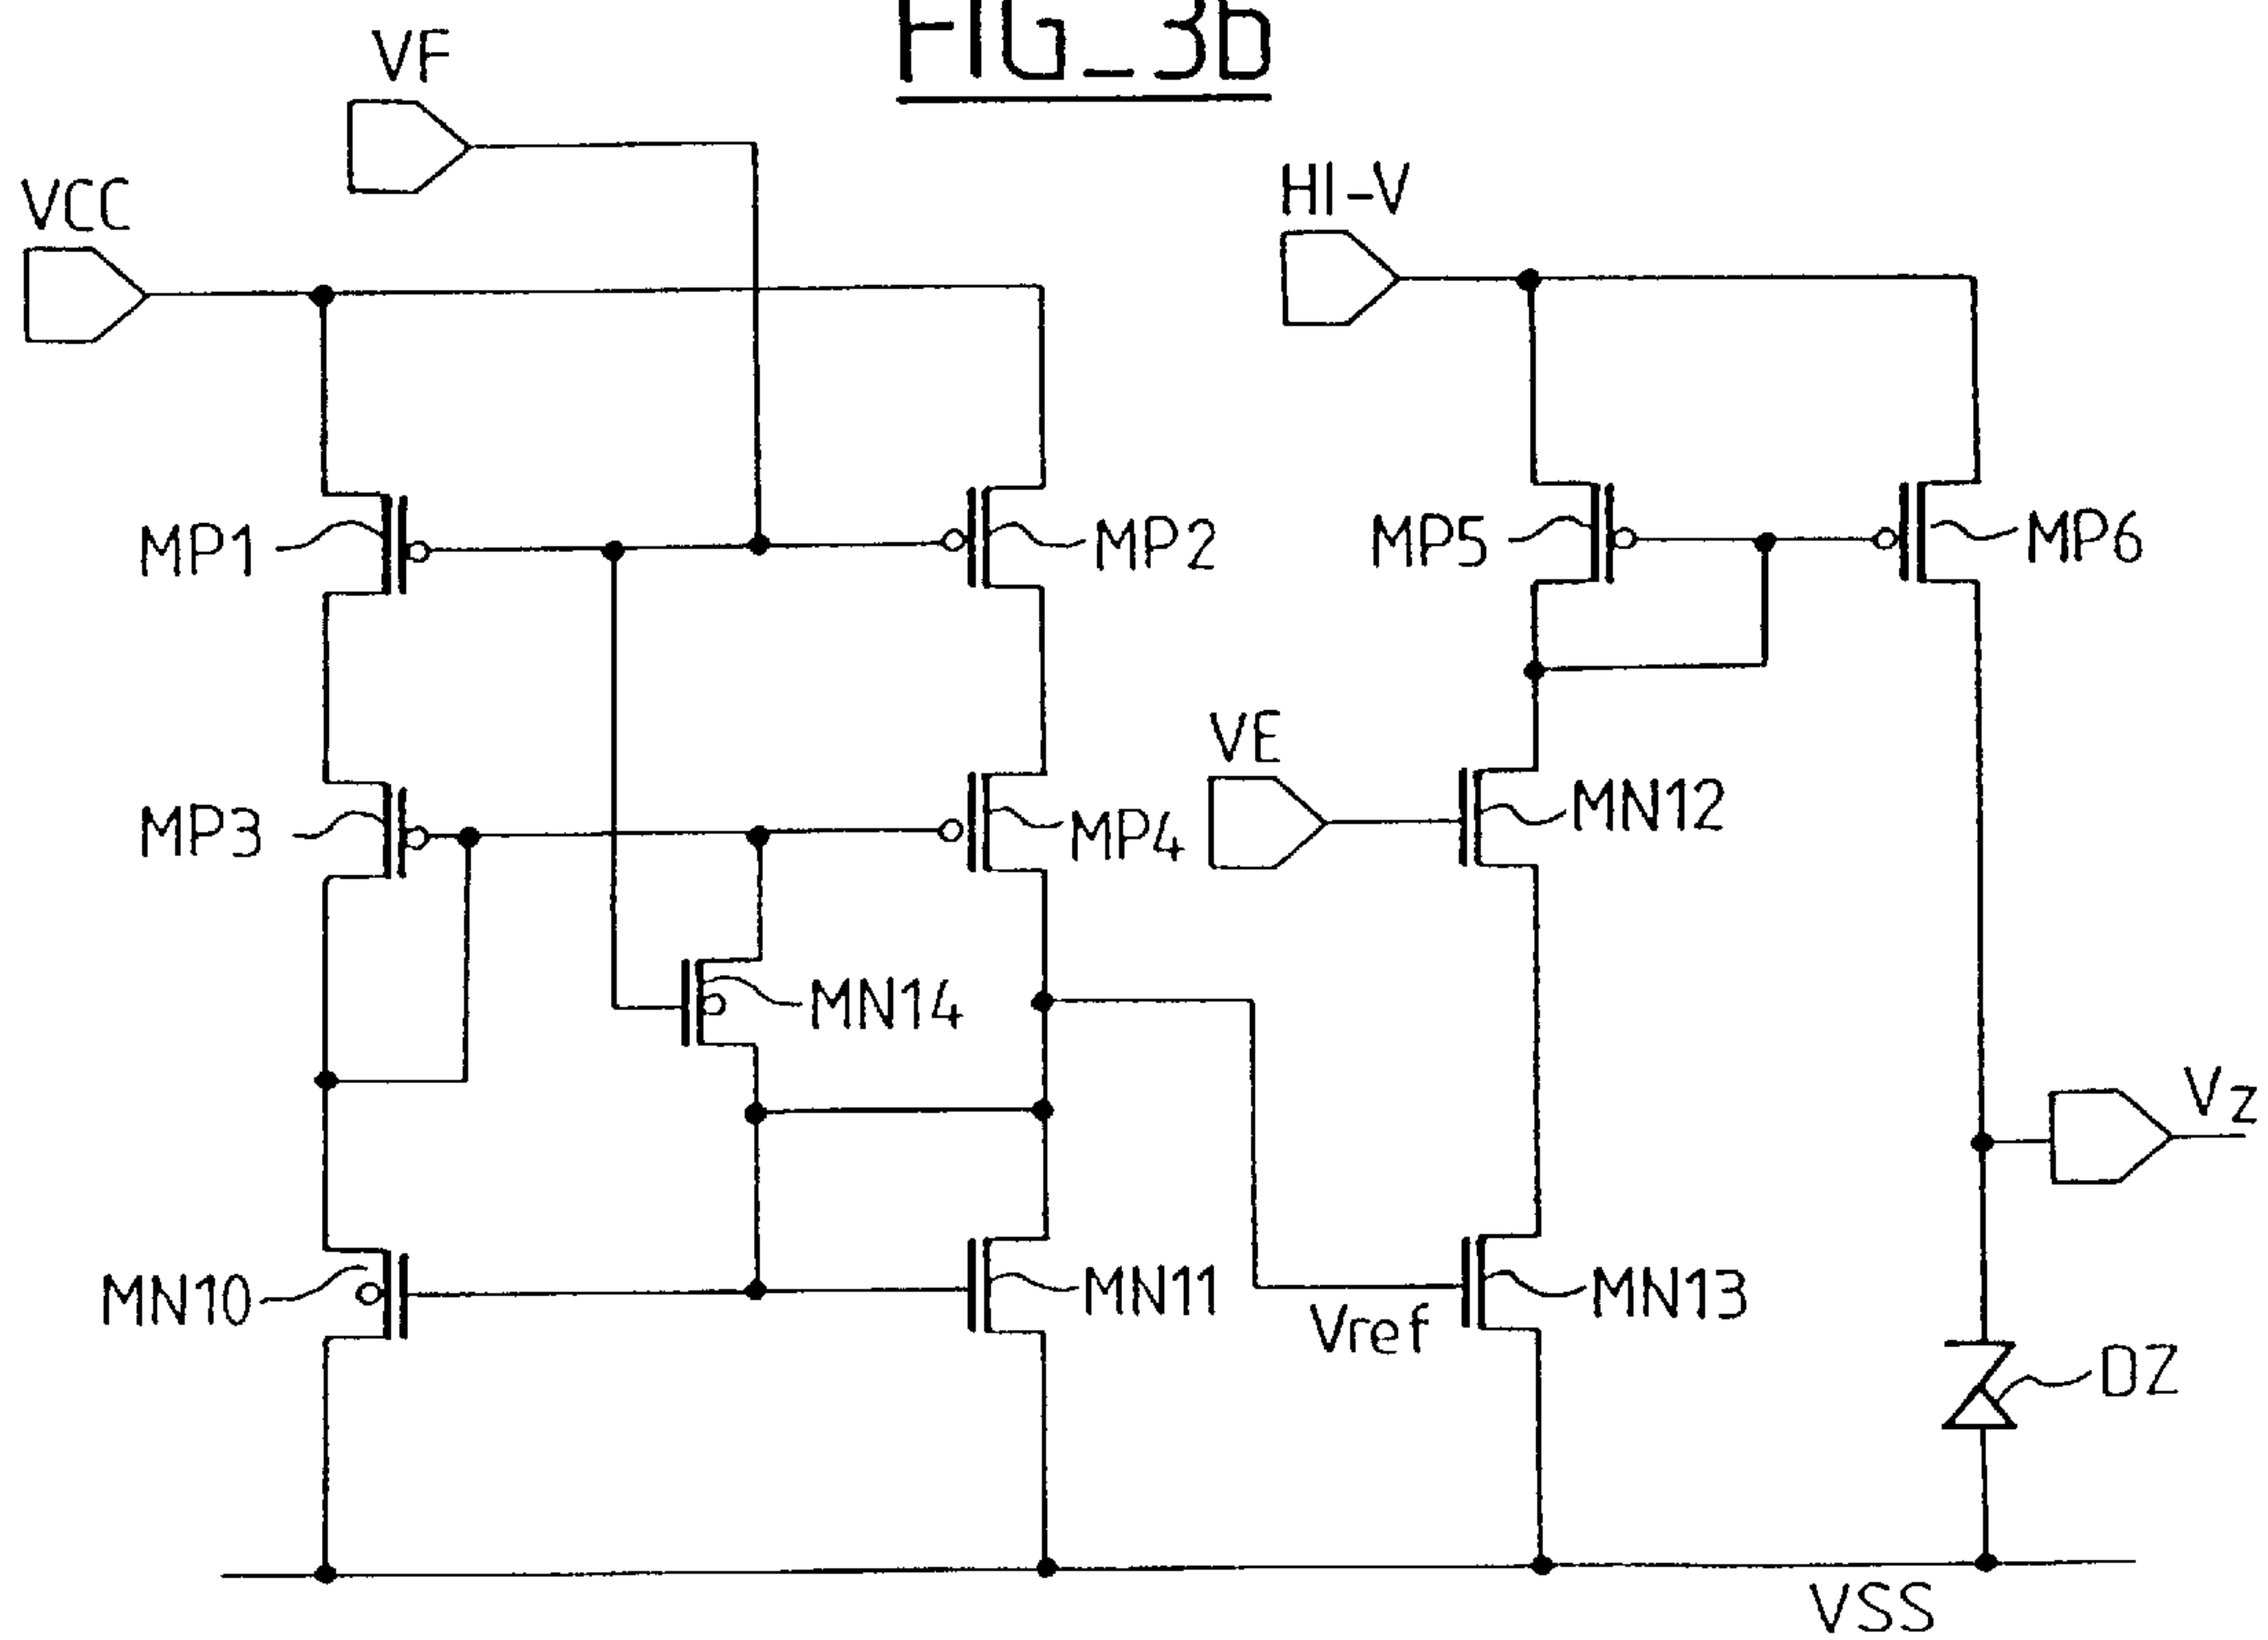 FIG_3b
VF
VCC
HI-V
MP1
MP2
MP5
MP6
VE
MP3
MP4
MN12
MN14
Vz
MN10
MN11
MN13
Vref
DZ
VSS